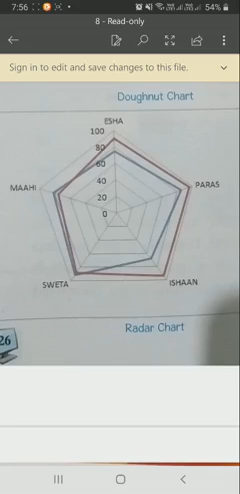 7:56
54%
8 - Read-only
Sign in to edit and save changes to this file.
Doughnut Chart
ESHA
100
80
60
40
20
0
MAAHI
PARAS
SWETA
ISHAAN
Radar Chart
26